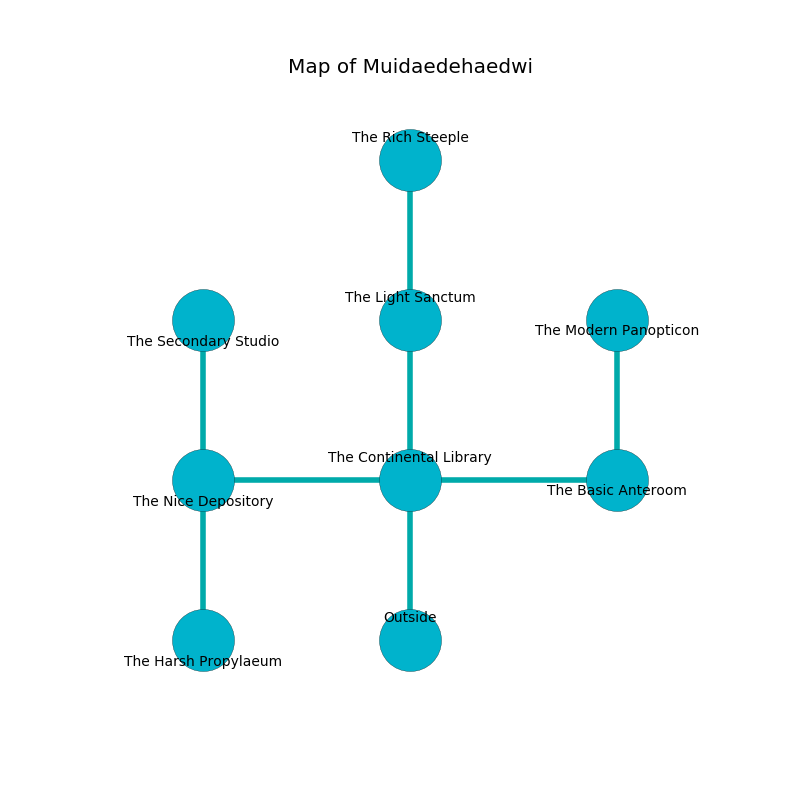 Map of Muidaedehaedwi
The Rich Steeple
The Light Sanctum
The Secondary Studio
The Modern Panopticon
The Continental Library
The Nice Depository
The Basic Anteroom
Outside
The Harsh Propylaeum